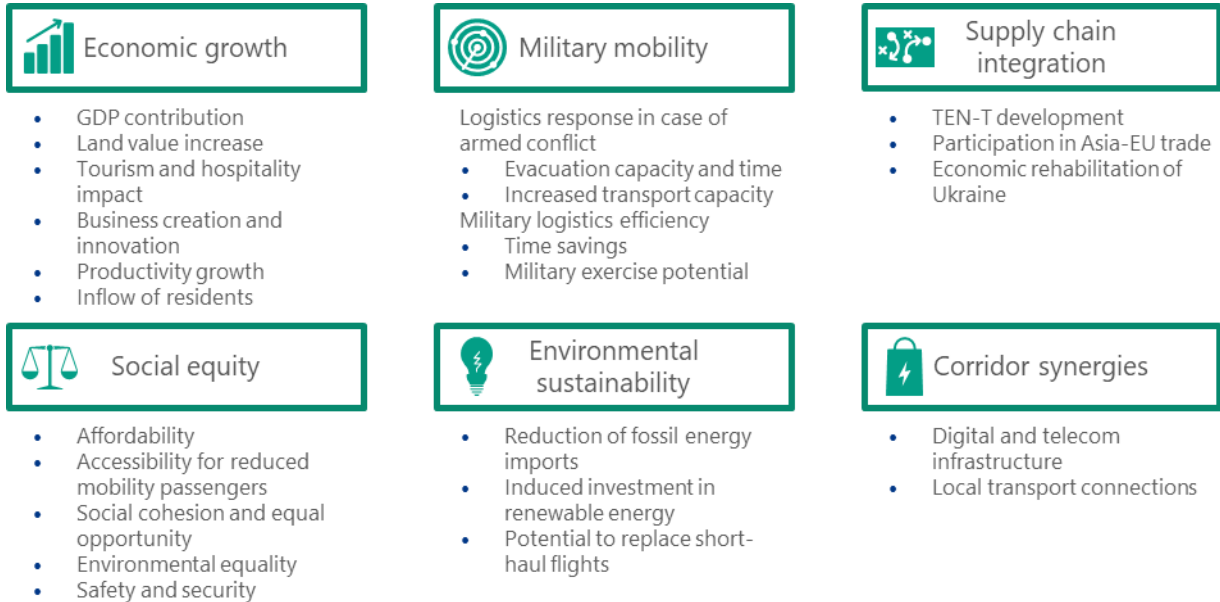 Economic growth
• GDP contribution
• Land value increase
• Tourism and hospitality
impact
• Business creation and
innovation
• Productivity growth
• Inflow of residents
Military mobility
Logistics response in case of
armed conflict
• Evacuation capacity and time
• Increased transport capacity
Military logistics efficiency
• Time savings
• Military exercise potential
Supply chain
integration
• TEN-T development
• Participation in Asia-EU trade
• Economic rehabilitation of
Ukraine
Social equity
• Affordability
• Accessibility for reduced
mobility passengers
• Social cohesion and equal
opportunity
• Environmental equality
• Safety and security
Environmental
sustainability
• Reduction of fossil energy
imports
• Induced investment in
renewable energy
• Potential to replace short-
haul flights
Corridor synergies
• Digital and telecom
infrastructure
• Local transport connections